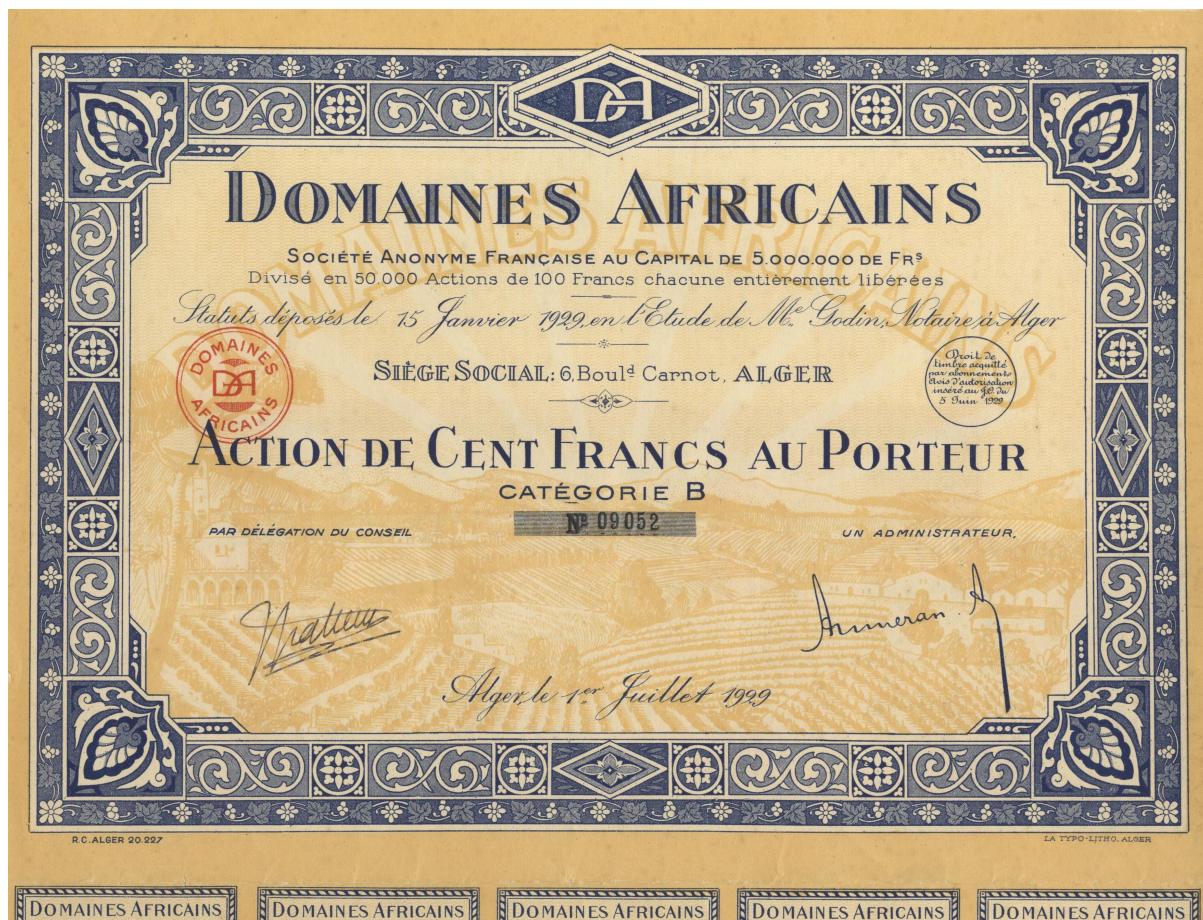 DA
DOMAINES AFRICAINS
DOMAINES AFRICAINS
SOCIÉTÉ ANONYME FRANÇAISE AU CAPITAL DE 5.000.000 DE FRS
Divisé en 50.000 Actions de 100 Francs chacune entièrement libérées
Statuts déposés le 15 Janvier 1929, en l'Etude de Me. Godin, Notaire à Alger
DOMAINES
DA
AFRICAINS
SIÈGE SOCIAL: 6, Bould Carnot, ALGER
Droit de
timbre acquitté
par abonnement
Avis d'autorisation
inséré au J.O. du
5 Juin 1929
ACTION DE CENT FRANCS AU PORTEUR
CATÉGORIE B
No 09052
PAR DÉLÉGATION DU CONSEIL
UN ADMINISTRATEUR,
Alger, le 1er Juillet 1929
R.C. ALGER 20.227
LA TYPO-LITHO, ALGER
DOMAINES AFRICAINS
DOMAINES AFRICAINS
DOMAINES AFRICAINS
DOMAINES AFRICAINS
DOMAINES AFRICAINS